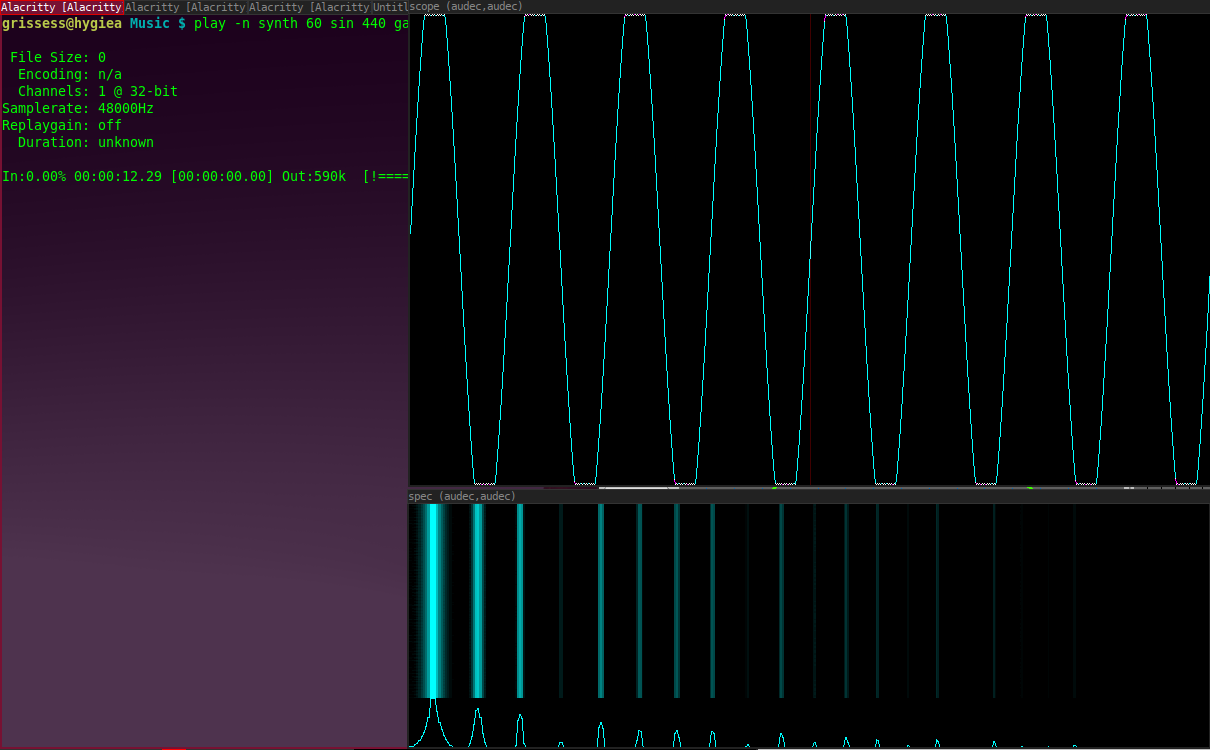 Alacritty [Alacritty Alacritty [Alacritty Alacritty [Alacritty Untitl
grissess@hygiea Music $ play -n synth 60 sin 440 ga
File Size: 0
Encoding: n/a
Channels: 1 @ 32-bit
Samplerate: 48000Hz
Replaygain: off
Duration: unknown
In:0.00% 00:00:12.29 [00:00:00.00] Out:590k [!====
scope (audec,audec)
spec (audec,audec)